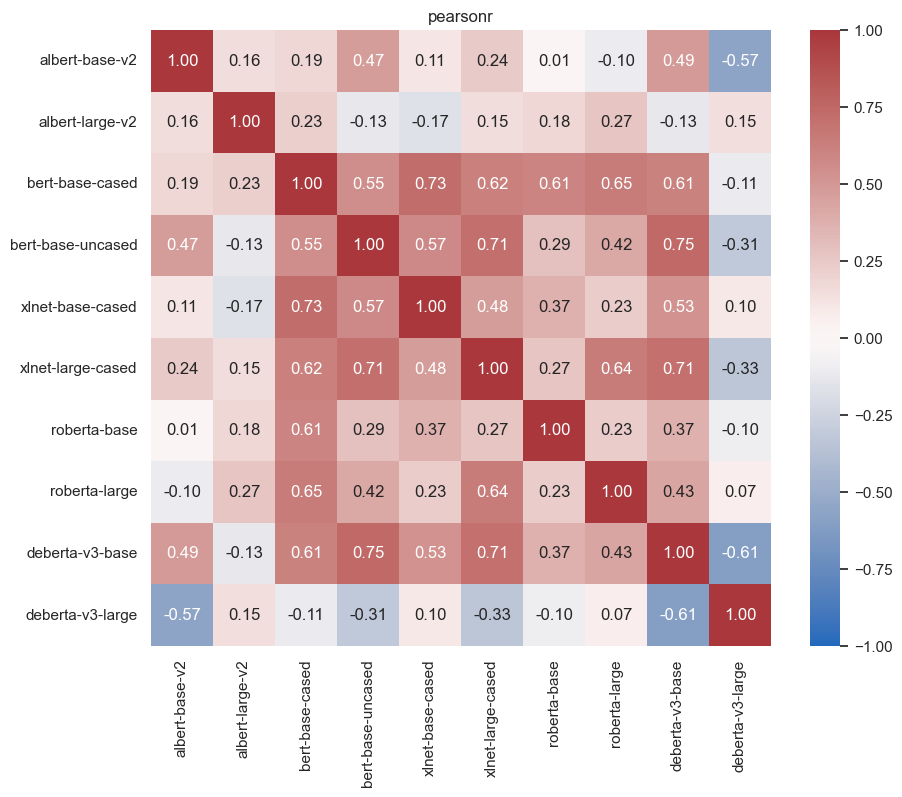 pearsonr
albert-base-v2 1.00 0.16 0.19 0.47 0.11 0.24 0.01 -0.10 0.49 -0.57
albert-large-v2 0.16 1.00 0.23 -0.13 -0.17 0.15 0.18 0.27 -0.13 0.15
bert-base-cased 0.19 0.23 1.00 0.55 0.73 0.62 0.61 0.65 0.61 -0.11
bert-base-uncased 0.47 -0.13 0.55 1.00 0.57 0.71 0.29 0.42 0.75 -0.31
xlnet-base-cased 0.11 -0.17 0.73 0.57 1.00 0.48 0.37 0.23 0.53 0.10
xlnet-large-cased 0.24 0.15 0.62 0.71 0.48 1.00 0.27 0.64 0.71 -0.33
roberta-base 0.01 0.18 0.61 0.29 0.37 0.27 1.00 0.23 0.37 -0.10
roberta-large -0.10 0.27 0.65 0.42 0.23 0.64 0.23 1.00 0.43 0.07
deberta-v3-base 0.49 -0.13 0.61 0.75 0.53 0.71 0.37 0.43 1.00 -0.61
deberta-v3-large -0.57 0.15 -0.11 -0.31 0.10 -0.33 -0.10 0.07 -0.61 1.00
albert-base-v2
albert-large-v2
bert-base-cased
bert-base-uncased
xlnet-base-cased
xlnet-large-cased
roberta-base
roberta-large
deberta-v3-base
deberta-v3-large
1.00
0.75
0.50
0.25
0.00
−0.25
−0.50
−0.75
−1.00